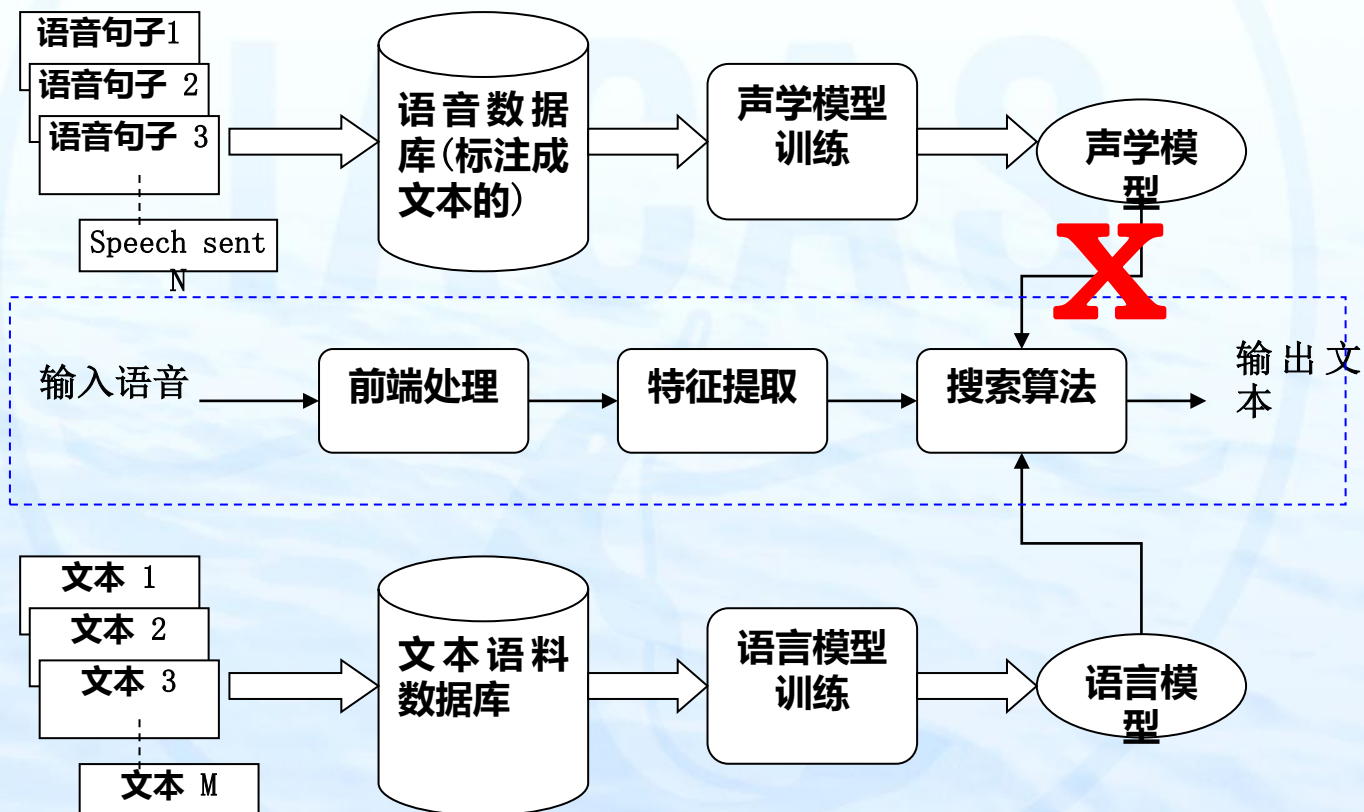 语音句子1
语音句子 2
语音句子 3
Speech sent
N
语音数据
库(标注成
文本的)
声学模型
训练
声学模
型
X
输入语音
前端处理
特征提取
搜索算法
输出文
本
文本 1
文本 2
文本 3
文本 M
文本语料
数据库
语言模型
训练
语言模
型
IACAS